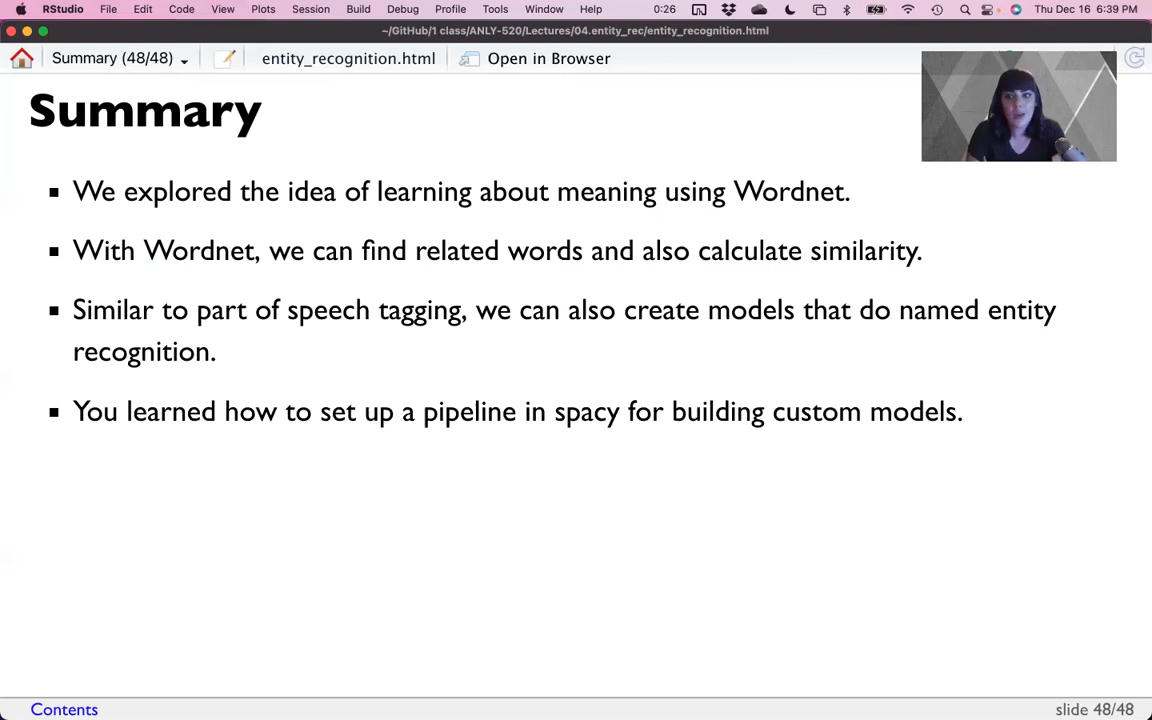 RStudio File Edit Code View Plots Session Build Debug Profile Tools Window Help 0:26 Thu Dec 16 6:39 PM
~/GitHub/1 class/ANLY-520/Lectures/04.entity_rec/entity_recognition.html
Summary (48/48) entity_recognition.html Open in Browser
Summary
We explored the idea of learning about meaning using Wordnet.
With Wordnet, we can find related words and also calculate similarity.
Similar to part of speech tagging, we can also create models that do named entity
recognition.
You learned how to set up a pipeline in spacy for building custom models.
Contents slide 48/48